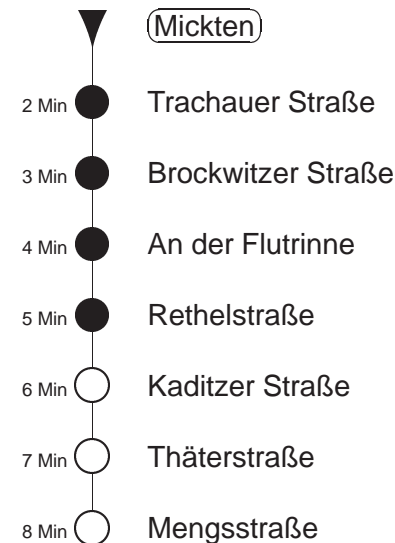 Mickten
2 Min Trachauer Straße
3 Min Brockwitzer Straße
4 Min An der Flutrinne
5 Min Rethelstraße
6 Min Kaditzer Straße
7 Min Thäterstraße
8 Min Mengsstraße